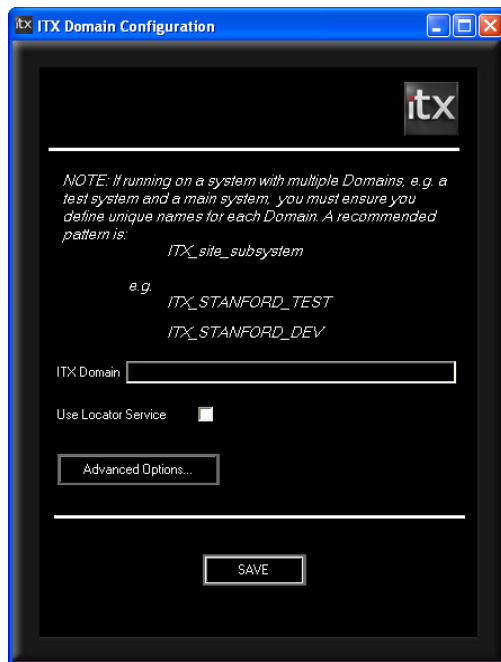 itx ITX Domain Configuration
itx
NOTE: If running on a system with multiple Domains, e.g. a
test system and a main system, you must ensure you
define unique names for each Domain. A recommended
pattern is:
ITX_site_subsystem
e.g.
ITX_STANFORD_TEST
ITX_STANFORD_DEV
ITX Domain
Use Locator Service
Advanced Options...
SAVE